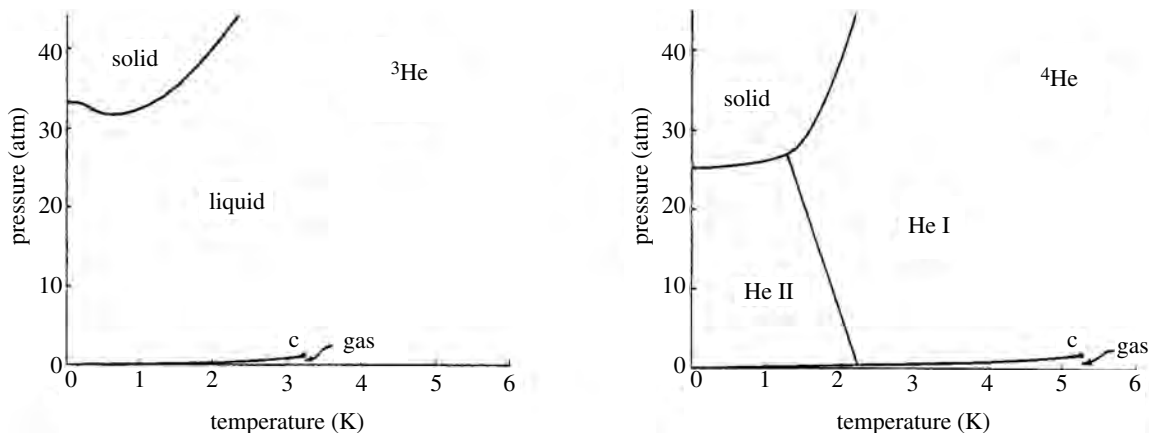 pressure (atm)
40
30
20
10
0
solid
³He
liquid
c
gas
0 1 2 3 4 5 6
temperature (K)
pressure (atm)
40
30
20
10
0
solid
⁴He
He I
He II
c
gas
0 1 2 3 4 5 6
temperature (K)